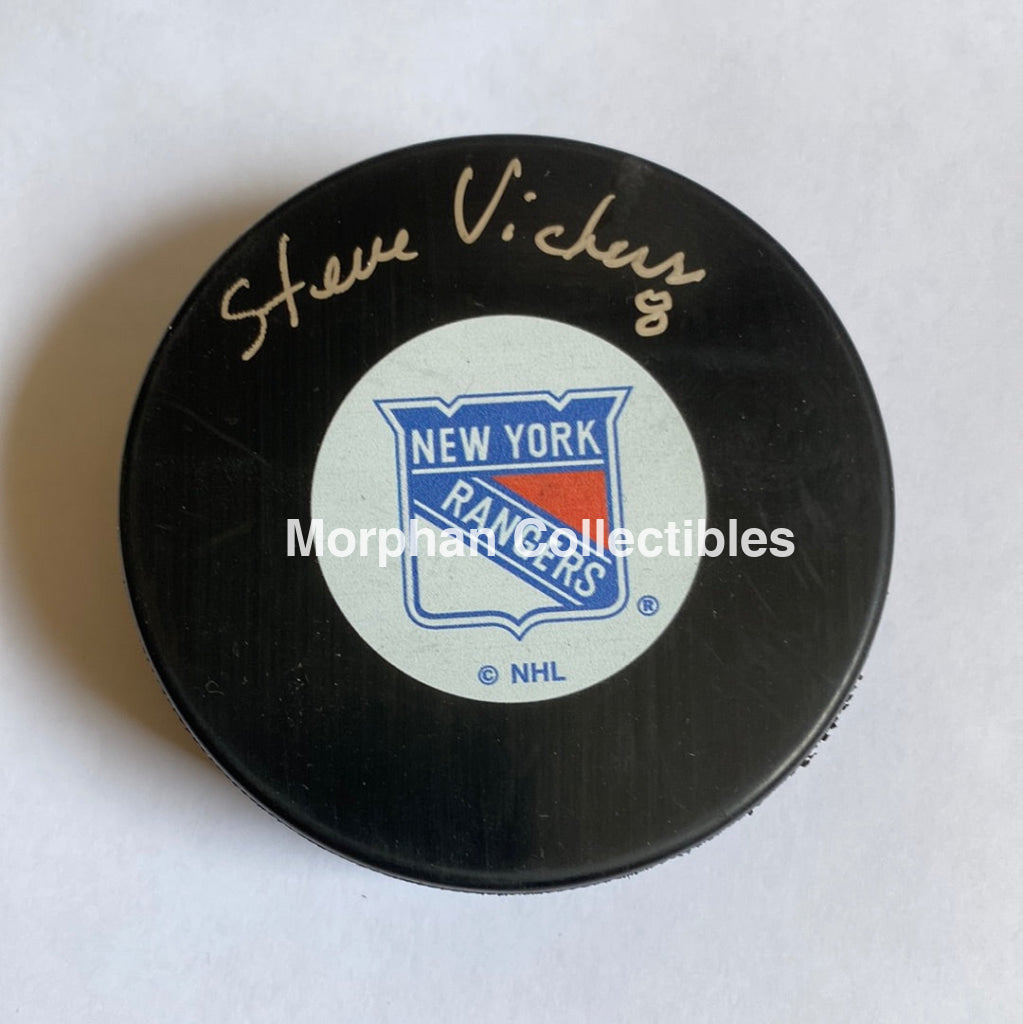 Steve Vickers
8
NEW YORK
RANGERS
Morphan Collectibles
®
© NHL